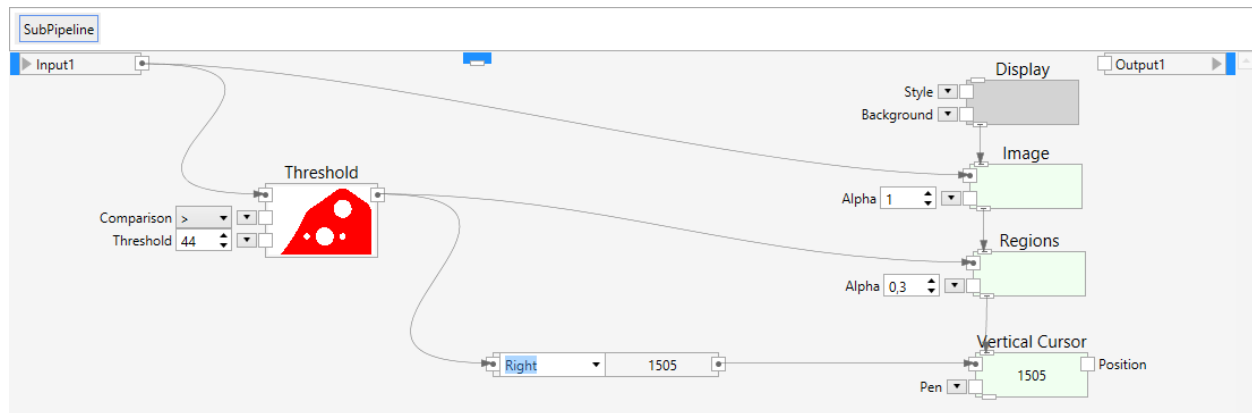 SubPipeline
Input1
Output1
Display
Style
Background
Image
Threshold
Alpha 1
Comparison >
Threshold 44
Regions
Alpha 0,3
Vertical Cursor
Right 1505
1505 Position
Pen